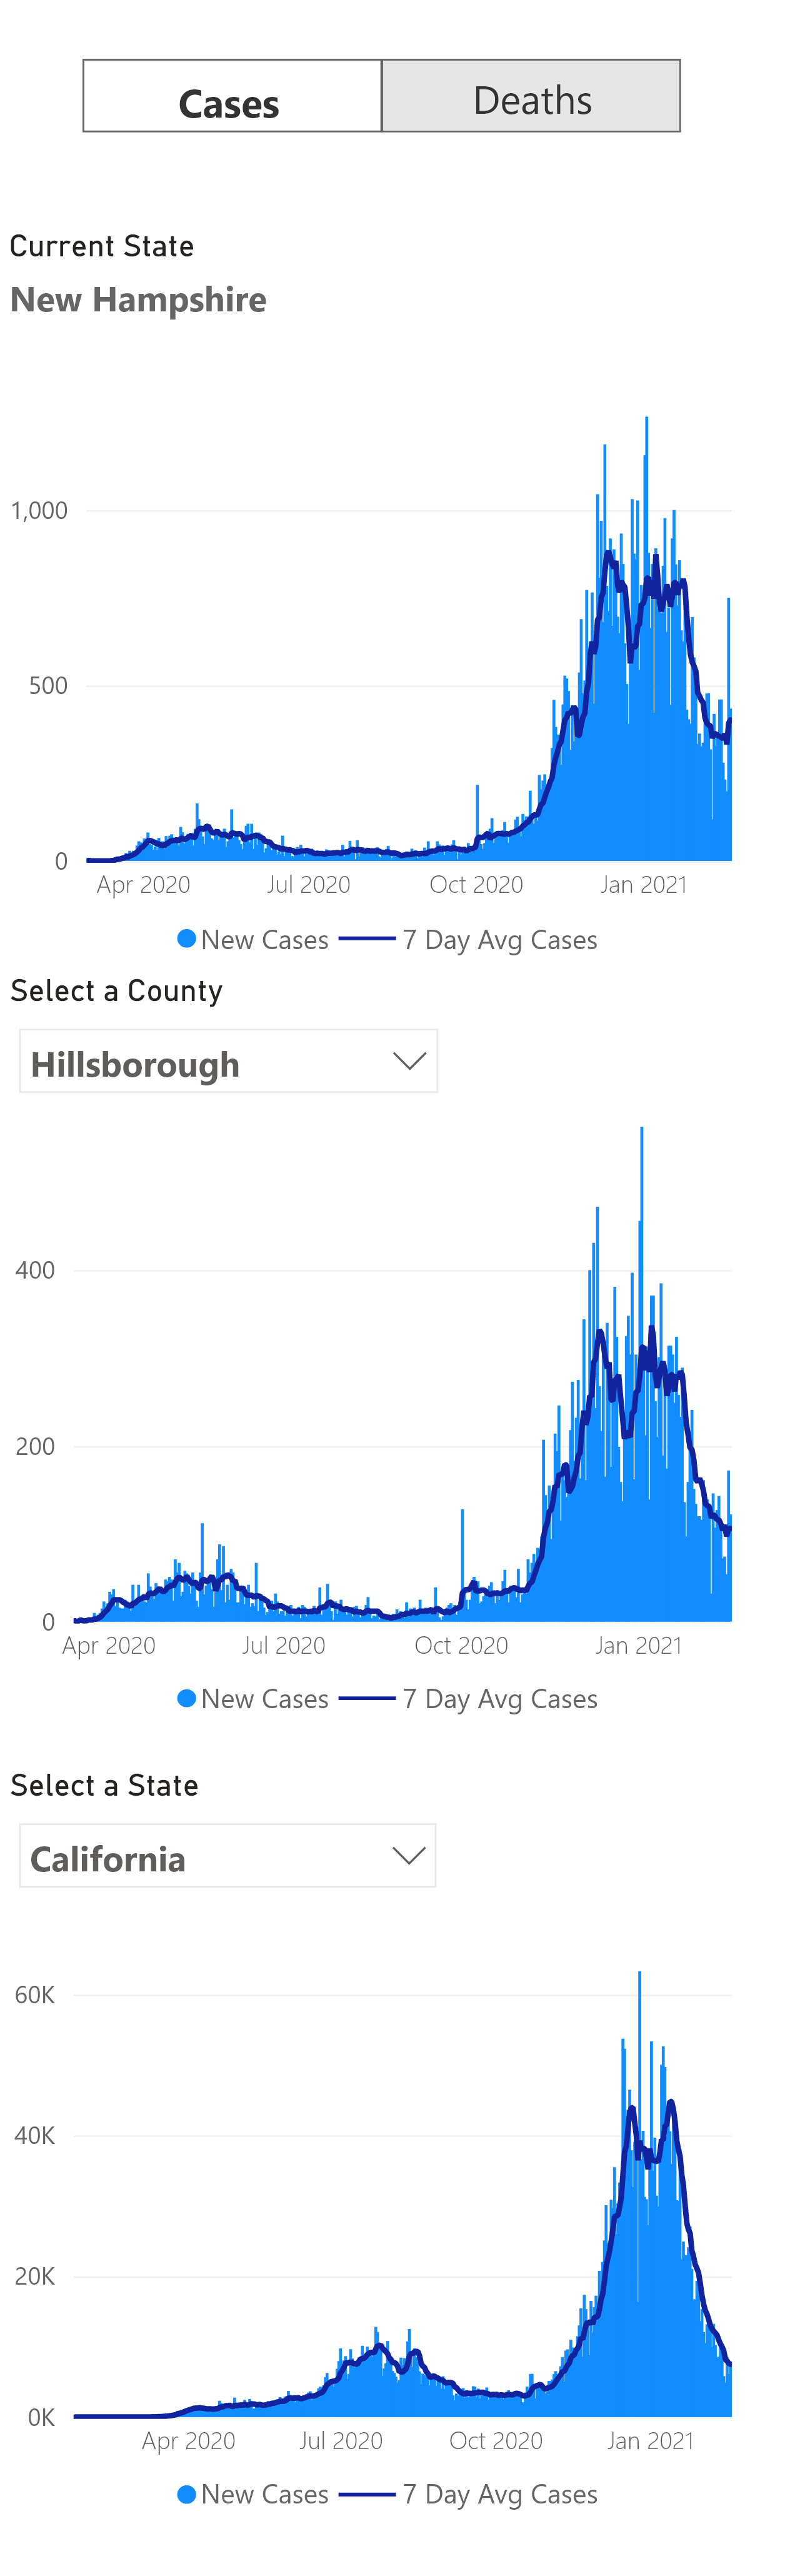 Cases Deaths
Current State
New Hampshire
1,000
500
0
Apr 2020 Jul 2020 Oct 2020 Jan 2021
New Cases 7 Day Avg Cases
Select a County
Hillsborough
400
200
0
Apr 2020 Jul 2020 Oct 2020 Jan 2021
New Cases 7 Day Avg Cases
Select a State
California
60K
40K
20K
0K
Apr 2020 Jul 2020 Oct 2020 Jan 2021
New Cases 7 Day Avg Cases